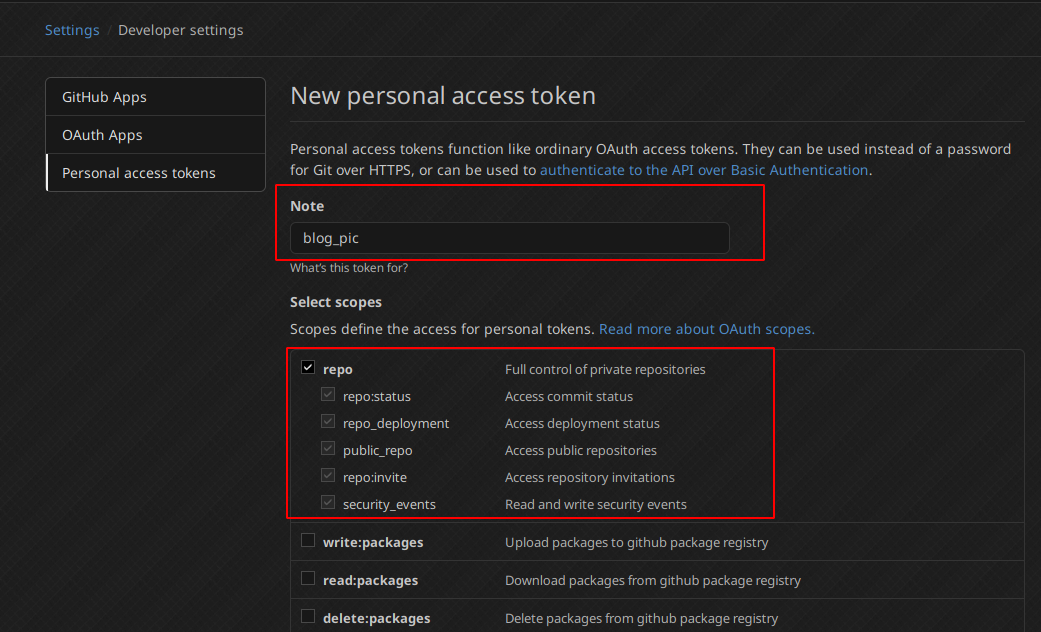 Settings / Developer settings
GitHub Apps
OAuth Apps
Personal access tokens
New personal access token
Personal access tokens function like ordinary OAuth access tokens. They can be used instead of a password
for Git over HTTPS, or can be used to authenticate to the API over Basic Authentication.
Note
blog_pic
What's this token for?
Select scopes
Scopes define the access for personal tokens. Read more about OAuth scopes.
repo Full control of private repositories
repo:status Access commit status
repo_deployment Access deployment status
public_repo Access public repositories
repo:invite Access repository invitations
security_events Read and write security events
write:packages Upload packages to github package registry
read:packages Download packages from github package registry
delete:packages Delete packages from github package registry